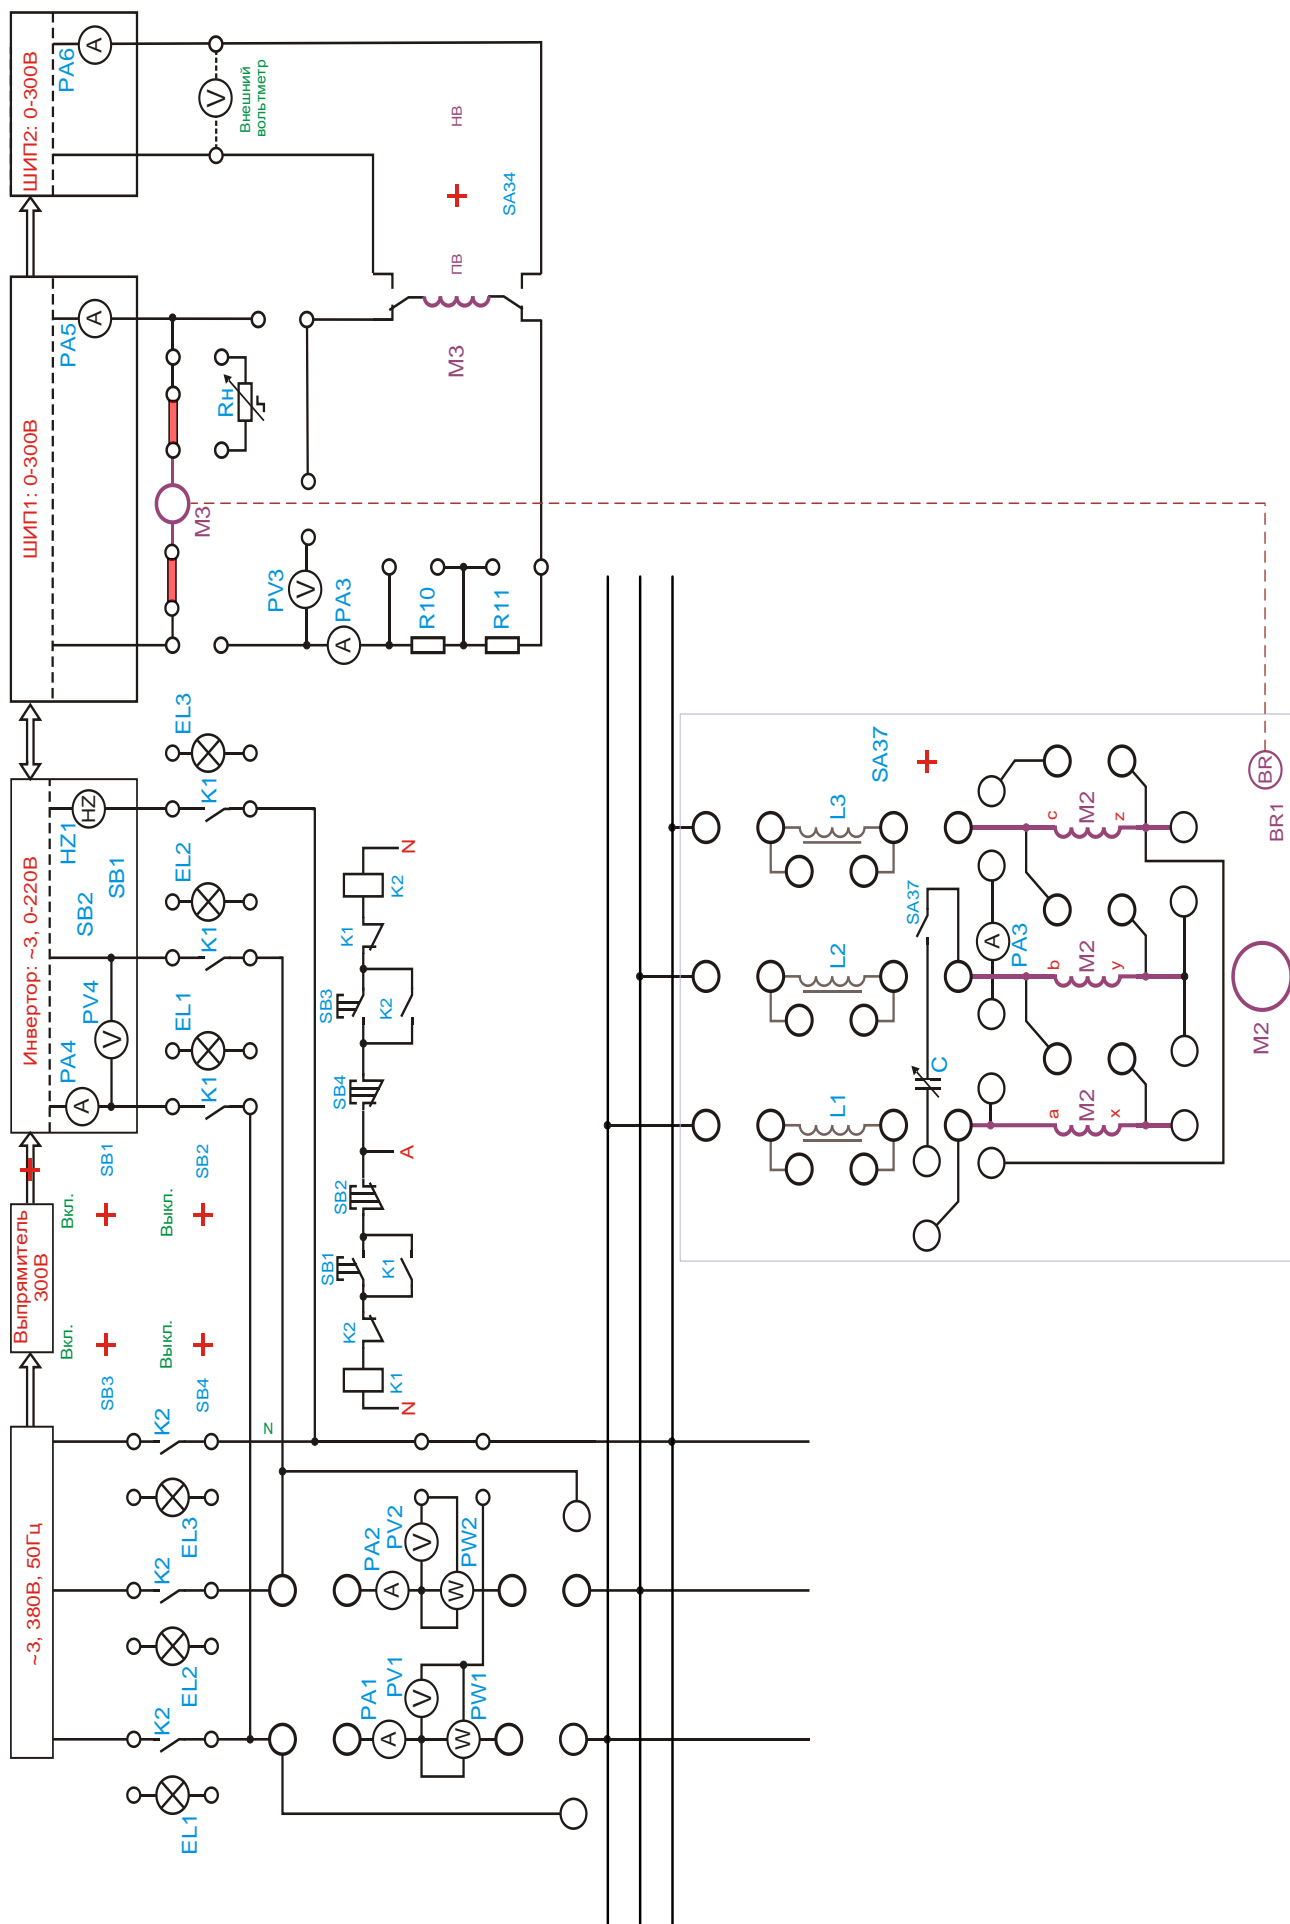 ~3, 380В, 50Гц
Выпрямитель
300В
Инвертор: ~3, 0-220В
ШИП1: 0-300В
ШИП2: 0-300В
Вкл.
SB3
Выкл.
SB4
Вкл.
SB1
Выкл.
SB2
PA4
PV4
SB2
SB1
HZ1
A
V
HZ
PA5
A
PA6
A
V
Внешний
вольтметр
EL1
K2
EL2
K2
EL3
K2
N
K1
EL1
K1
EL2
K1
EL3
M3
Rн
PV3
V
PA3
A
R10
R11
M3
ПВ
НВ
SA34
N
K1
K2
SB1
K1
SB2
A
SB4
SB3
K2
K1
K2
N
PA1
A
PV1
V
PW1
W
PA2
A
PV2
V
PW2
W
L1
L2
L3
SA37
C
SA37
PA3
A
a
M2
x
b
M2
y
c
M2
z
M2
BR
BR1